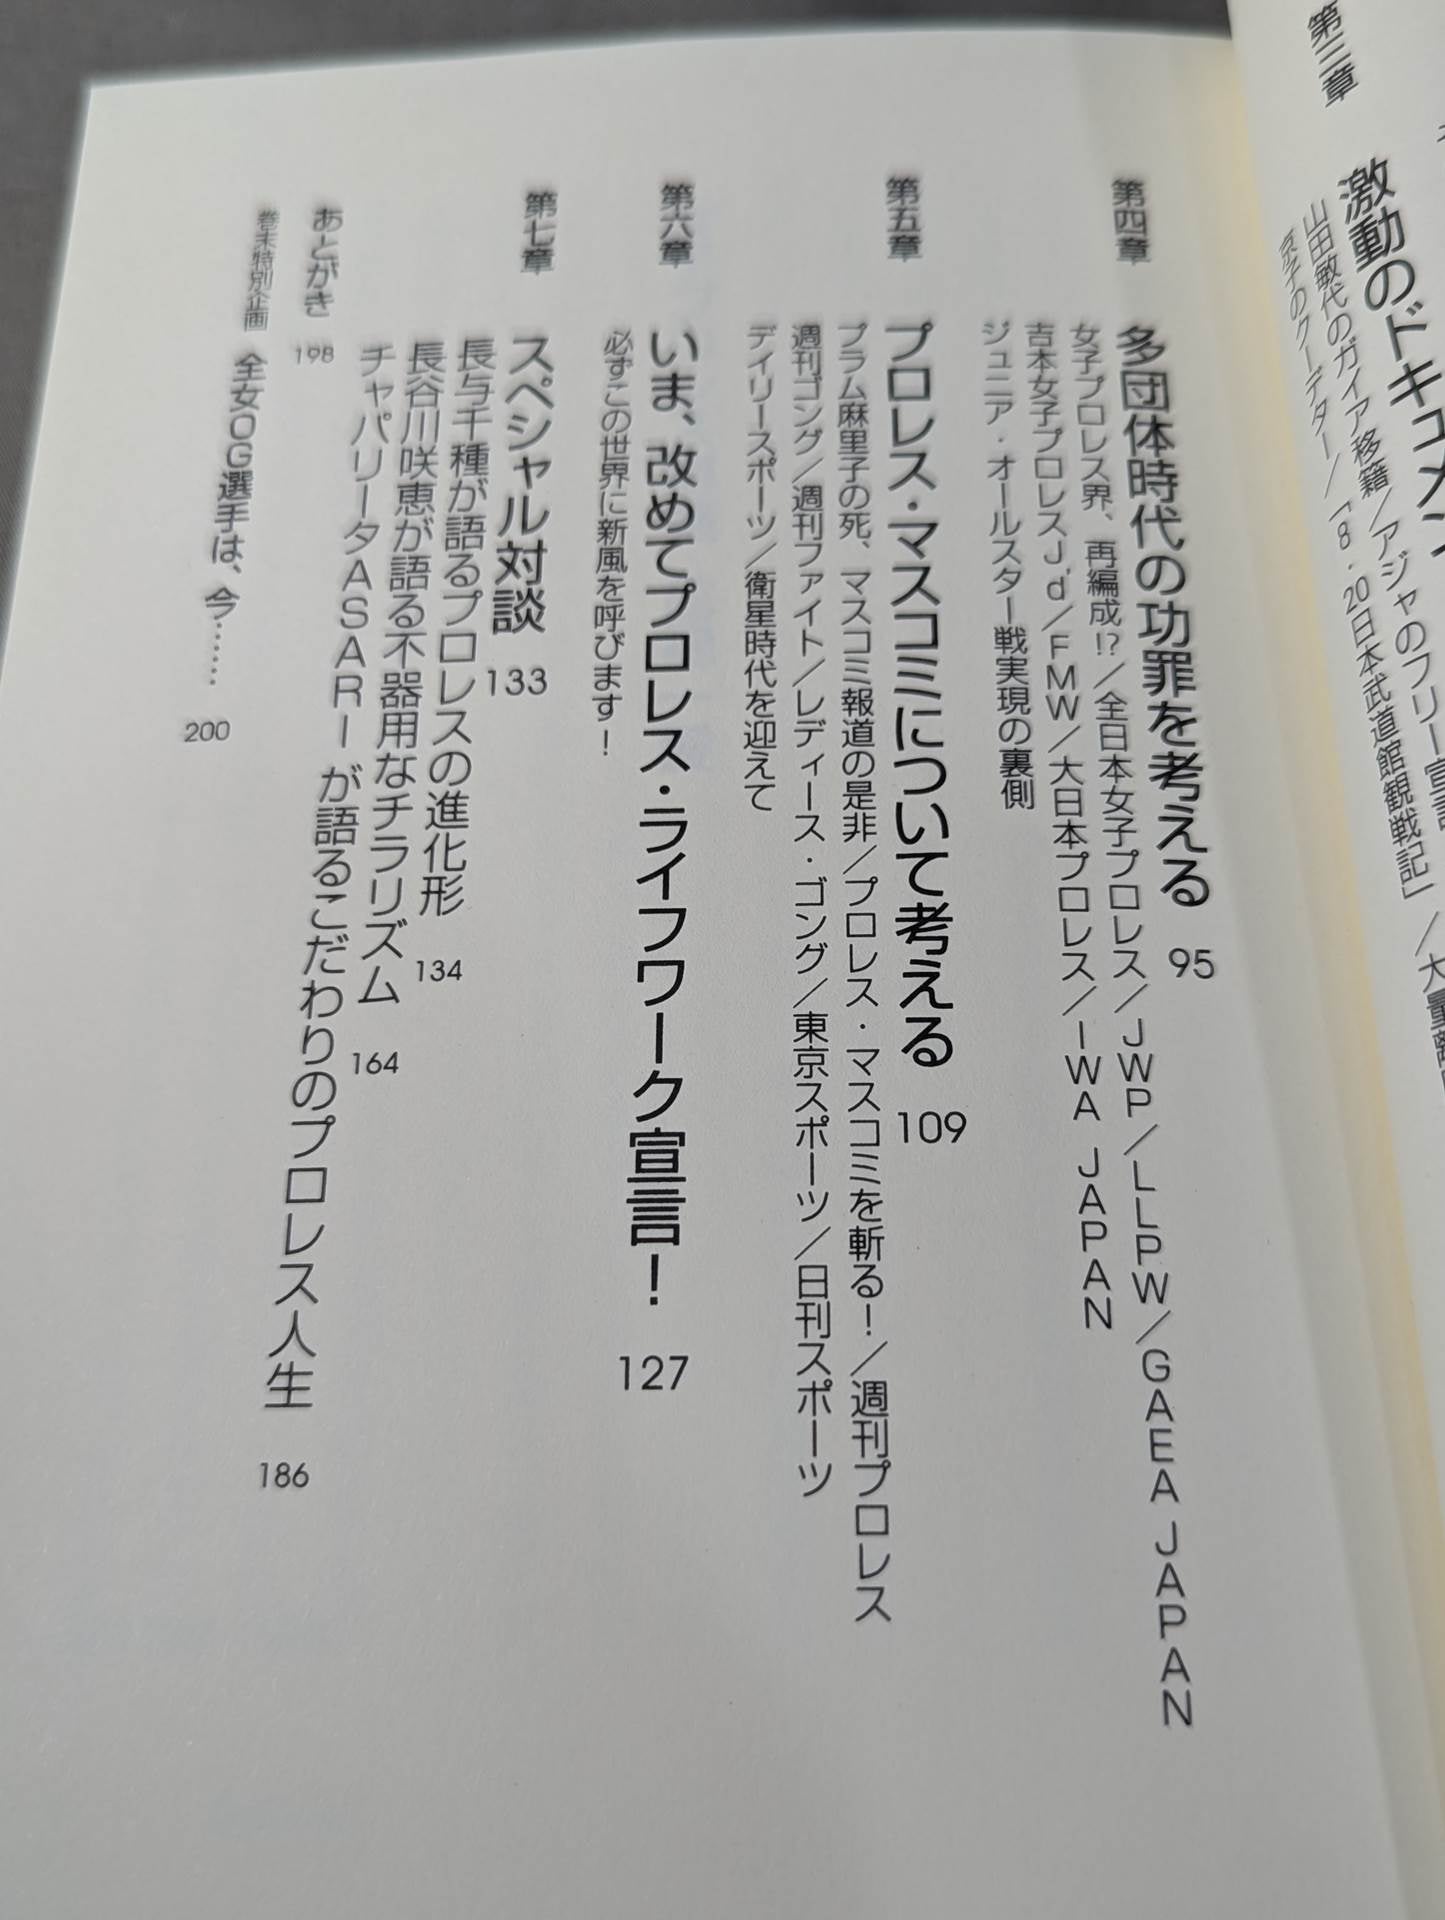 第三章
激動のドキュメン
山田敏代のガイア移籍／アジャのフリー宣言
京子のクーデター／「8・20日本武道館観戦記」／大量離
第四章
多団体時代の功罪を考える 95
女子プロレス界、再編成!?／全日本女子プロレス／JWP／LLPW／GAEA JAPAN
吉本女子プロレスJ'd／FMW／大日本プロレス／IWA JAPAN
ジュニア・オールスター戦実現の裏側
第五章
プロレス・マスコミについて考える 109
プラム麻里子の死、マスコミ報道の是非／プロレス・マスコミを斬る！／週刊プロレス
週刊ゴング／週刊ファイト／レディース・ゴング／東京スポーツ／日刊スポーツ
デイリースポーツ／衛星時代を迎えて
第六章
いま、改めてプロレス・ライフワーク宣言！ 127
必ずこの世界に新風を呼びます！
第七章
スペシャル対談 133
長与千種が語るプロレスの進化形 134
長谷川咲恵が語る不器用なチラリズム 164
チャパリータASARIが語るこだわりのプロレス人生 186
あとがき 198
巻末特別企画 全女OG選手は、今…… 200